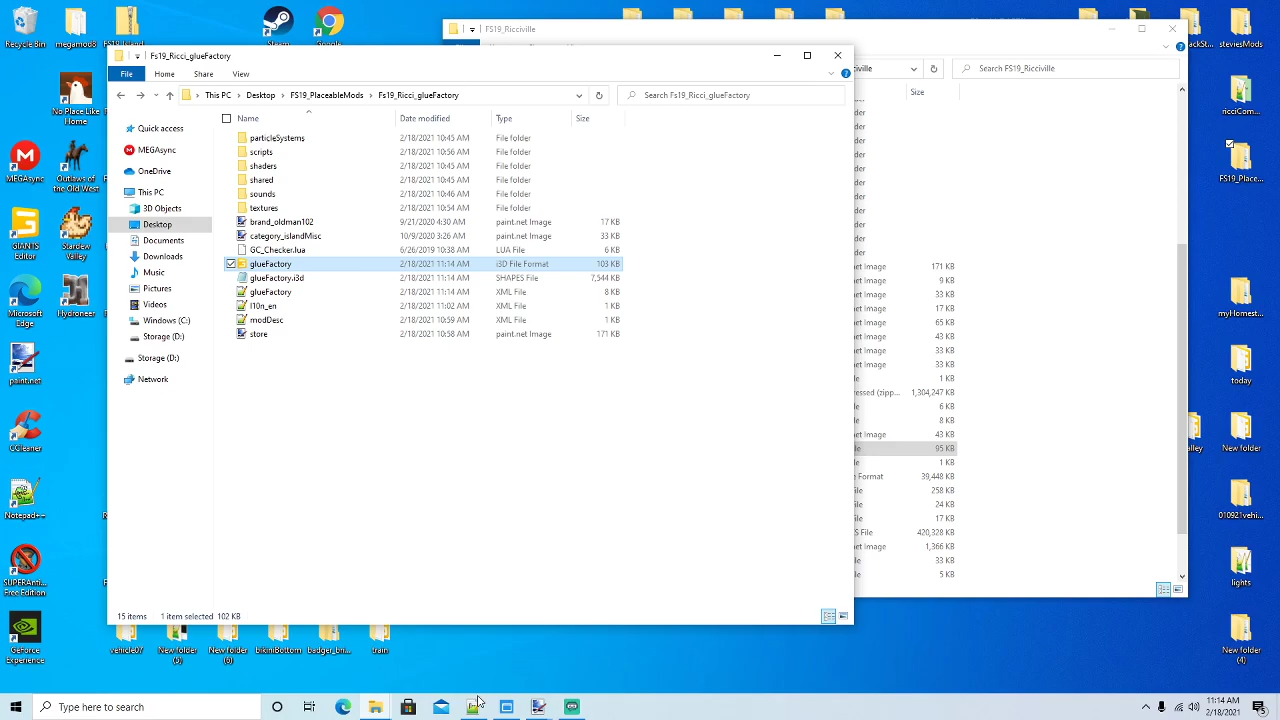 Recycle Bin
megamod8
FS19_Island
Steam
Google
No Place Like Home
MEGAsync
Outlaws of the Old West
GIANTS Editor
Stardew Valley
Microsoft Edge
Hydroneer
paint.net
CCleaner
Notepad++
SUPERAnti... Free Edition
GeForce Experience
FS19_Ricciville
Search FS19_Ricciville
Size
171 KB
9 KB
33 KB
17 KB
65 KB
43 KB
33 KB
33 KB
1 KB
1,304,247 KB
6 KB
8 KB
43 KB
95 KB
1 KB
39,448 KB
258 KB
24 KB
17 KB
420,328 KB
1,366 KB
33 KB
5 KB
Fs19_Ricci_glueFactory
File Home Share View
This PC > Desktop > FS19_PlaceableMods > Fs19_Ricci_glueFactory
Search Fs19_Ricci_glueFactory
Name Date modified Type Size
Quick access
MEGAsync
OneDrive
This PC
3D Objects
Desktop
Documents
Downloads
Music
Pictures
Videos
Windows (C:)
Storage (D:)
Storage (D:)
Network
particleSystems 2/18/2021 10:45 AM File folder
scripts 2/18/2021 10:56 AM File folder
shaders 2/18/2021 10:45 AM File folder
shared 2/18/2021 10:45 AM File folder
sounds 2/18/2021 10:46 AM File folder
textures 2/18/2021 10:54 AM File folder
brand_oldman102 9/21/2020 4:30 AM paint.net Image 17 KB
category_islandMisc 10/9/2020 3:26 AM paint.net Image 33 KB
GC_Checker.lua 6/26/2019 10:38 AM LUA File 6 KB
glueFactory 2/18/2021 11:14 AM i3D File Format 103 KB
glueFactory.i3d 2/18/2021 11:14 AM SHAPES File 7,544 KB
glueFactory 2/18/2021 11:14 AM XML File 8 KB
l10n_en 2/18/2021 11:02 AM XML File 1 KB
modDesc 2/18/2021 10:59 AM XML File 1 KB
store 2/18/2021 10:58 AM paint.net Image 171 KB
15 items 1 item selected 102 KB
steviesMods
ricciCom...
FS19_Place...
myHomest...
today
New folder
010921vehi...
lights
New folder (4)
vehicle07
New folder (5)
New folder (6)
bikiniBottom
badger_bn...
train
Type here to search
11:14 AM
2/18/2021